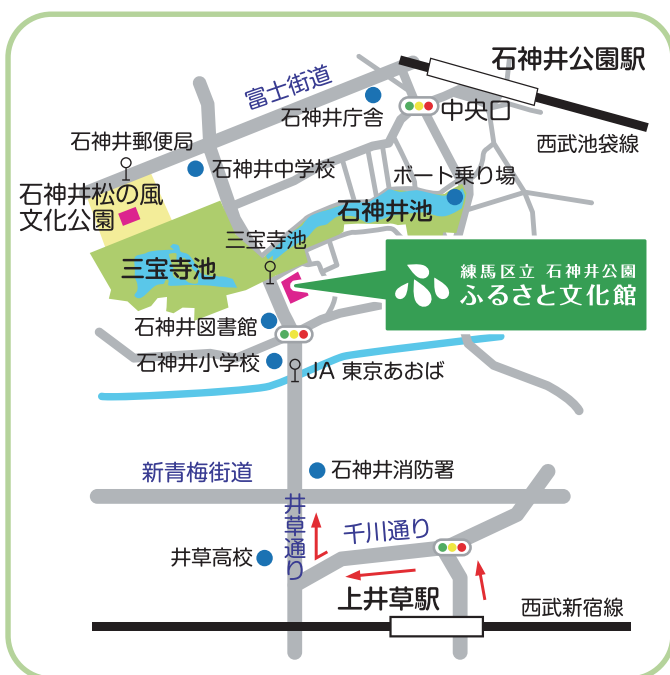 石神井公園駅
富士街道
石神井庁舎
中央口
西武池袋線
石神井郵便局
石神井中学校
ボート乗り場
石神井松の風
文化公園
石神井池
三宝寺池
三宝寺池
練馬区立 石神井公園
ふるさと文化館
石神井図書館
石神井小学校
JA 東京あおば
新青梅街道
石神井消防署
井草通り
千川通り
井草高校
上井草駅
西武新宿線